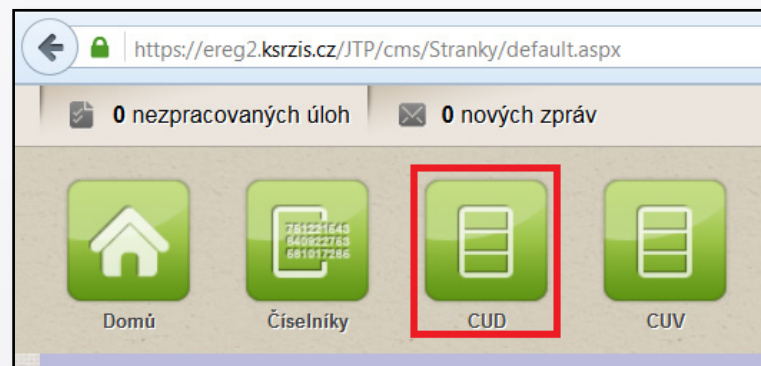 https://ereg2.ksrzis.cz/JTP/cms/Stranky/default.aspx
0 nezpracovaných úloh 0 nových zpráv
Domů Číselníky CUD CUV